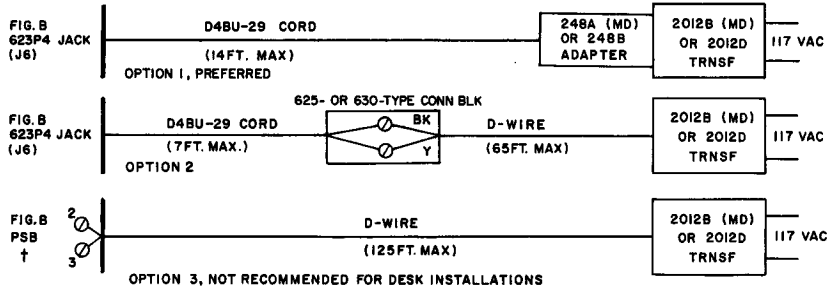 FIG. B
623P4 JACK
(J6)
D4BU-29 CORD
(14FT. MAX)
OPTION 1, PREFERRED
248A (MD)
OR 248B
ADAPTER
2012B (MD)
OR 2012D
TRNSF
117 VAC
FIG. B
623P4 JACK
(J6)
D4BU-29 CORD
(7FT. MAX.)
OPTION 2
625- OR 630-TYPE CONN BLK
BK
Y
D-WIRE
(65FT. MAX)
2012B (MD)
OR 2012D
TRNSF
117 VAC
FIG. B
PSB
†
2
3
D-WIRE
(125FT. MAX)
OPTION 3, NOT RECOMMENDED FOR DESK INSTALLATIONS
2012B (MD)
OR 2012D
TRNSF
117 VAC